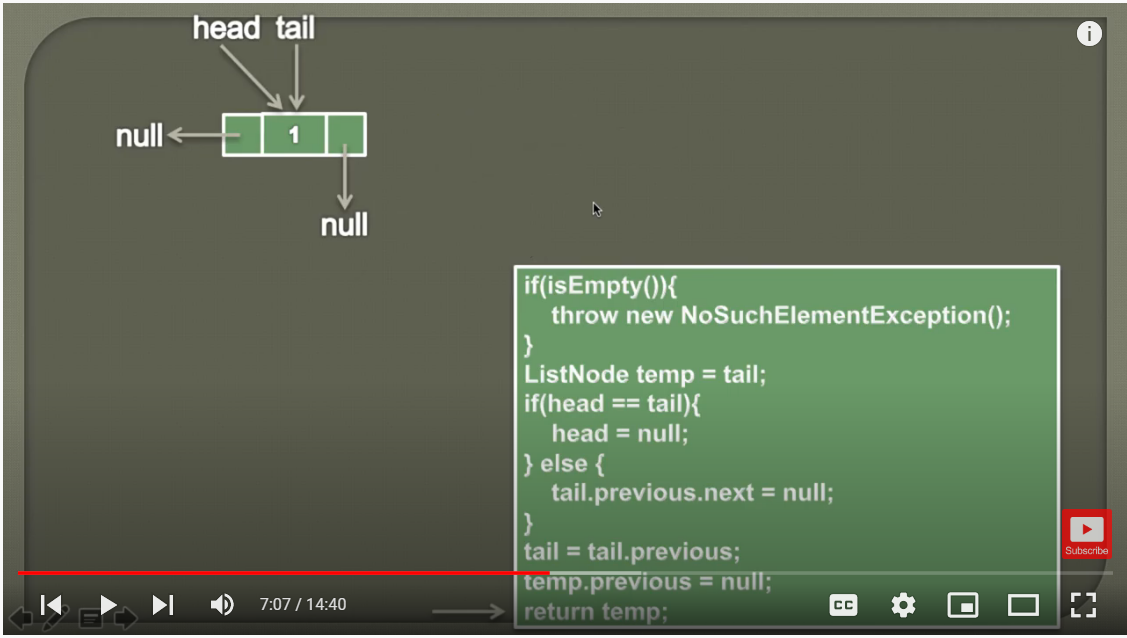 head tail
null
1
null
if(isEmpty()){
throw new NoSuchElementException();
}
ListNode temp = tail;
if(head == tail){
head = null;
} else {
tail.previous.next = null;
}
tail = tail.previous;
temp.previous = null;
return temp;
Subscribe
7:07 / 14:40
CC